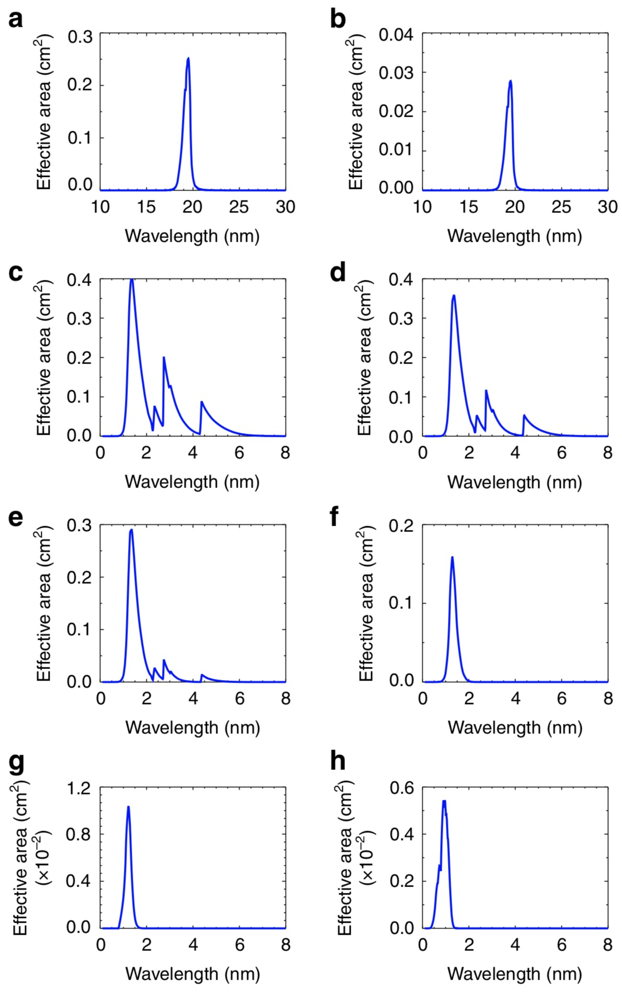 a
Effective area (cm²)
0.3
0.2
0.1
0.0
10 15 20 25 30
Wavelength (nm)
b
Effective area (cm²)
0.04
0.03
0.02
0.01
0.00
10 15 20 25 30
Wavelength (nm)
c
Effective area (cm²)
0.4
0.3
0.2
0.1
0.0
0 2 4 6 8
Wavelength (nm)
d
Effective area (cm²)
0.4
0.3
0.2
0.1
0.0
0 2 4 6 8
Wavelength (nm)
e
Effective area (cm²)
0.3
0.2
0.1
0.0
0 2 4 6 8
Wavelength (nm)
f
Effective area (cm²)
0.2
0.1
0.0
0 2 4 6 8
Wavelength (nm)
g
Effective area (cm²)
(×10⁻²)
1.2
0.8
0.4
0.0
0 2 4 6 8
Wavelength (nm)
h
Effective area (cm²)
(×10⁻²)
0.6
0.4
0.2
0.0
0 2 4 6 8
Wavelength (nm)